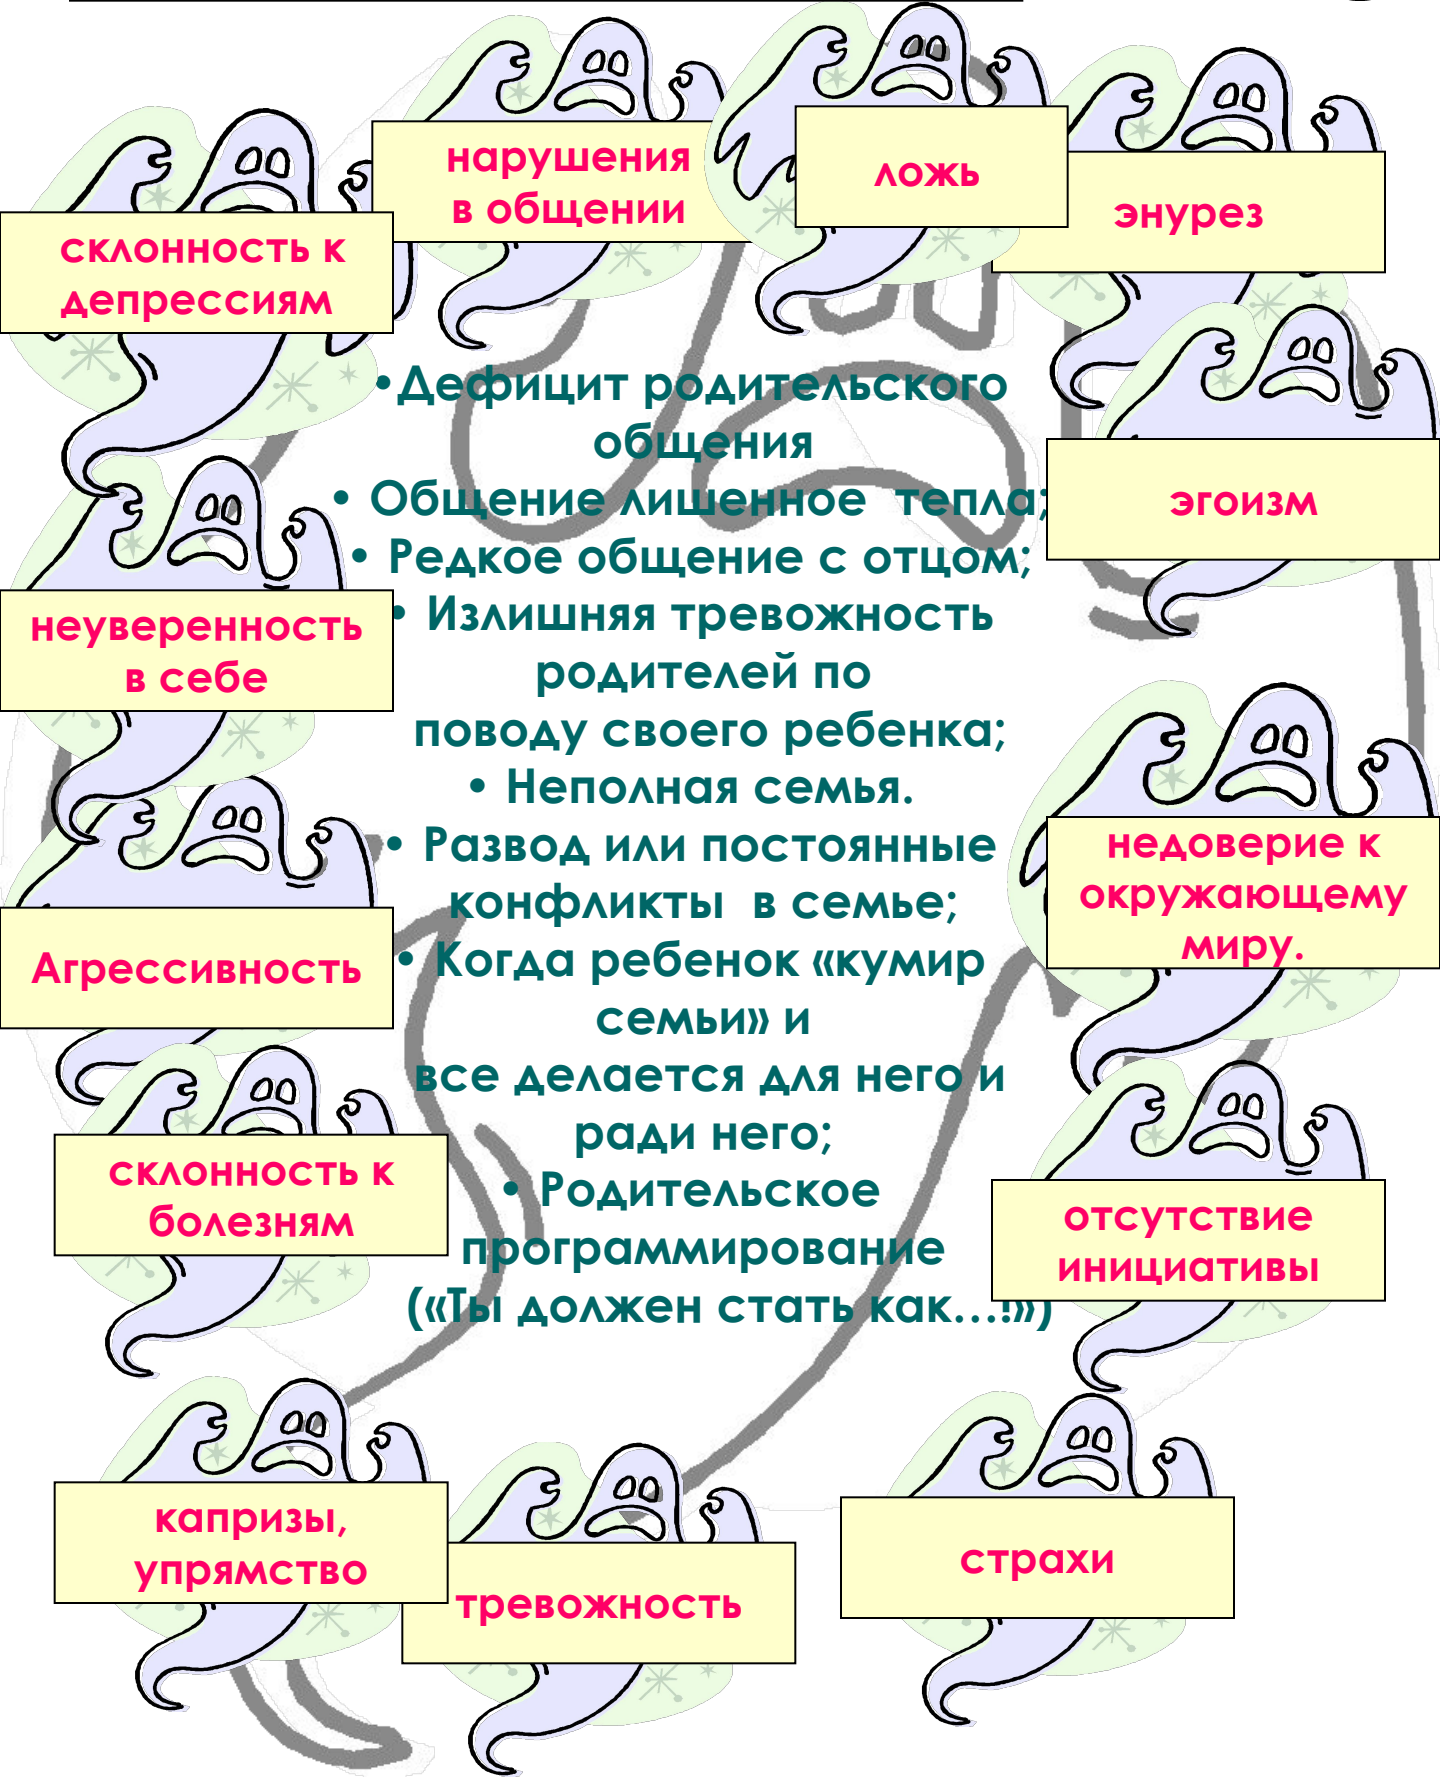 нарушения
в общении
ложь
энурез
склонность к
депрессиям
•Дефицит родительского
общения
• Общение лишенное тепла;
• Редкое общение с отцом;
• Излишняя тревожность
родителей по
поводу своего ребенка;
• Неполная семья.
• Развод или постоянные
конфликты в семье;
• Когда ребенок «кумир
семьи» и
все делается для него и
ради него;
• Родительское
программирование
(«Ты должен стать как...!»)
эгоизм
неуверенность
в себе
недоверие к
окружающему
миру.
Агрессивность
склонность к
болезням
отсутствие
инициативы
капризы,
упрямство
тревожность
страхи